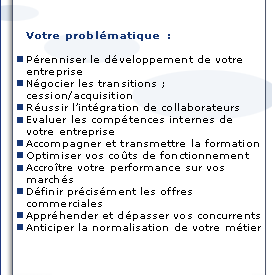 Votre problématique :
Pérenniser le développement de votre
entreprise
Négocier les transitions ;
cession/acquisition
Réussir l'intégration de collaborateurs
Evaluer les compétences internes de
votre entreprise
Accompagner et transmettre la formation
Optimiser vos coûts de fonctionnement
Accroître votre performance sur vos
marchés
Définir précisément les offres
commerciales
Appréhender et dépasser vos concurrents
Anticiper la normalisation de votre métier